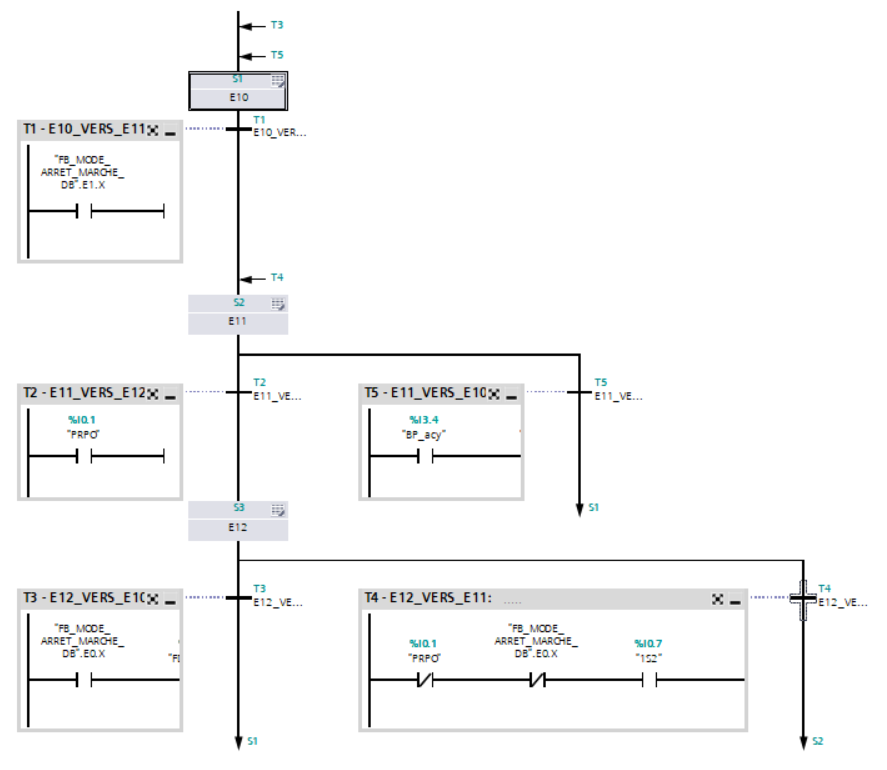 T3
T5
S1
E10
T1 - E10_VERS_E11
T1
E10_VER...
"FB_MODE_
ARRET_MARCHE_
DB".E1.X
T4
S2
E11
T2 - E11_VERS_E12
T2
E11_VE...
T5 - E11_VERS_E10
T5
E11_VE...
%I0.1
"PRPO"
%I3.4
"BP_acy"
S1
S3
E12
T3 - E12_VERS_E1
T3
E12_VE...
T4 - E12_VERS_E11: .....
T4
E12_VE...
"FB_MODE_
ARRET_MARCHE_
DB".E0.X
%I0.1
"PRPO"
"FB_MODE_
ARRET_MARCHE_
DB".E0.X
%I0.7
"1S2"
S1
S2